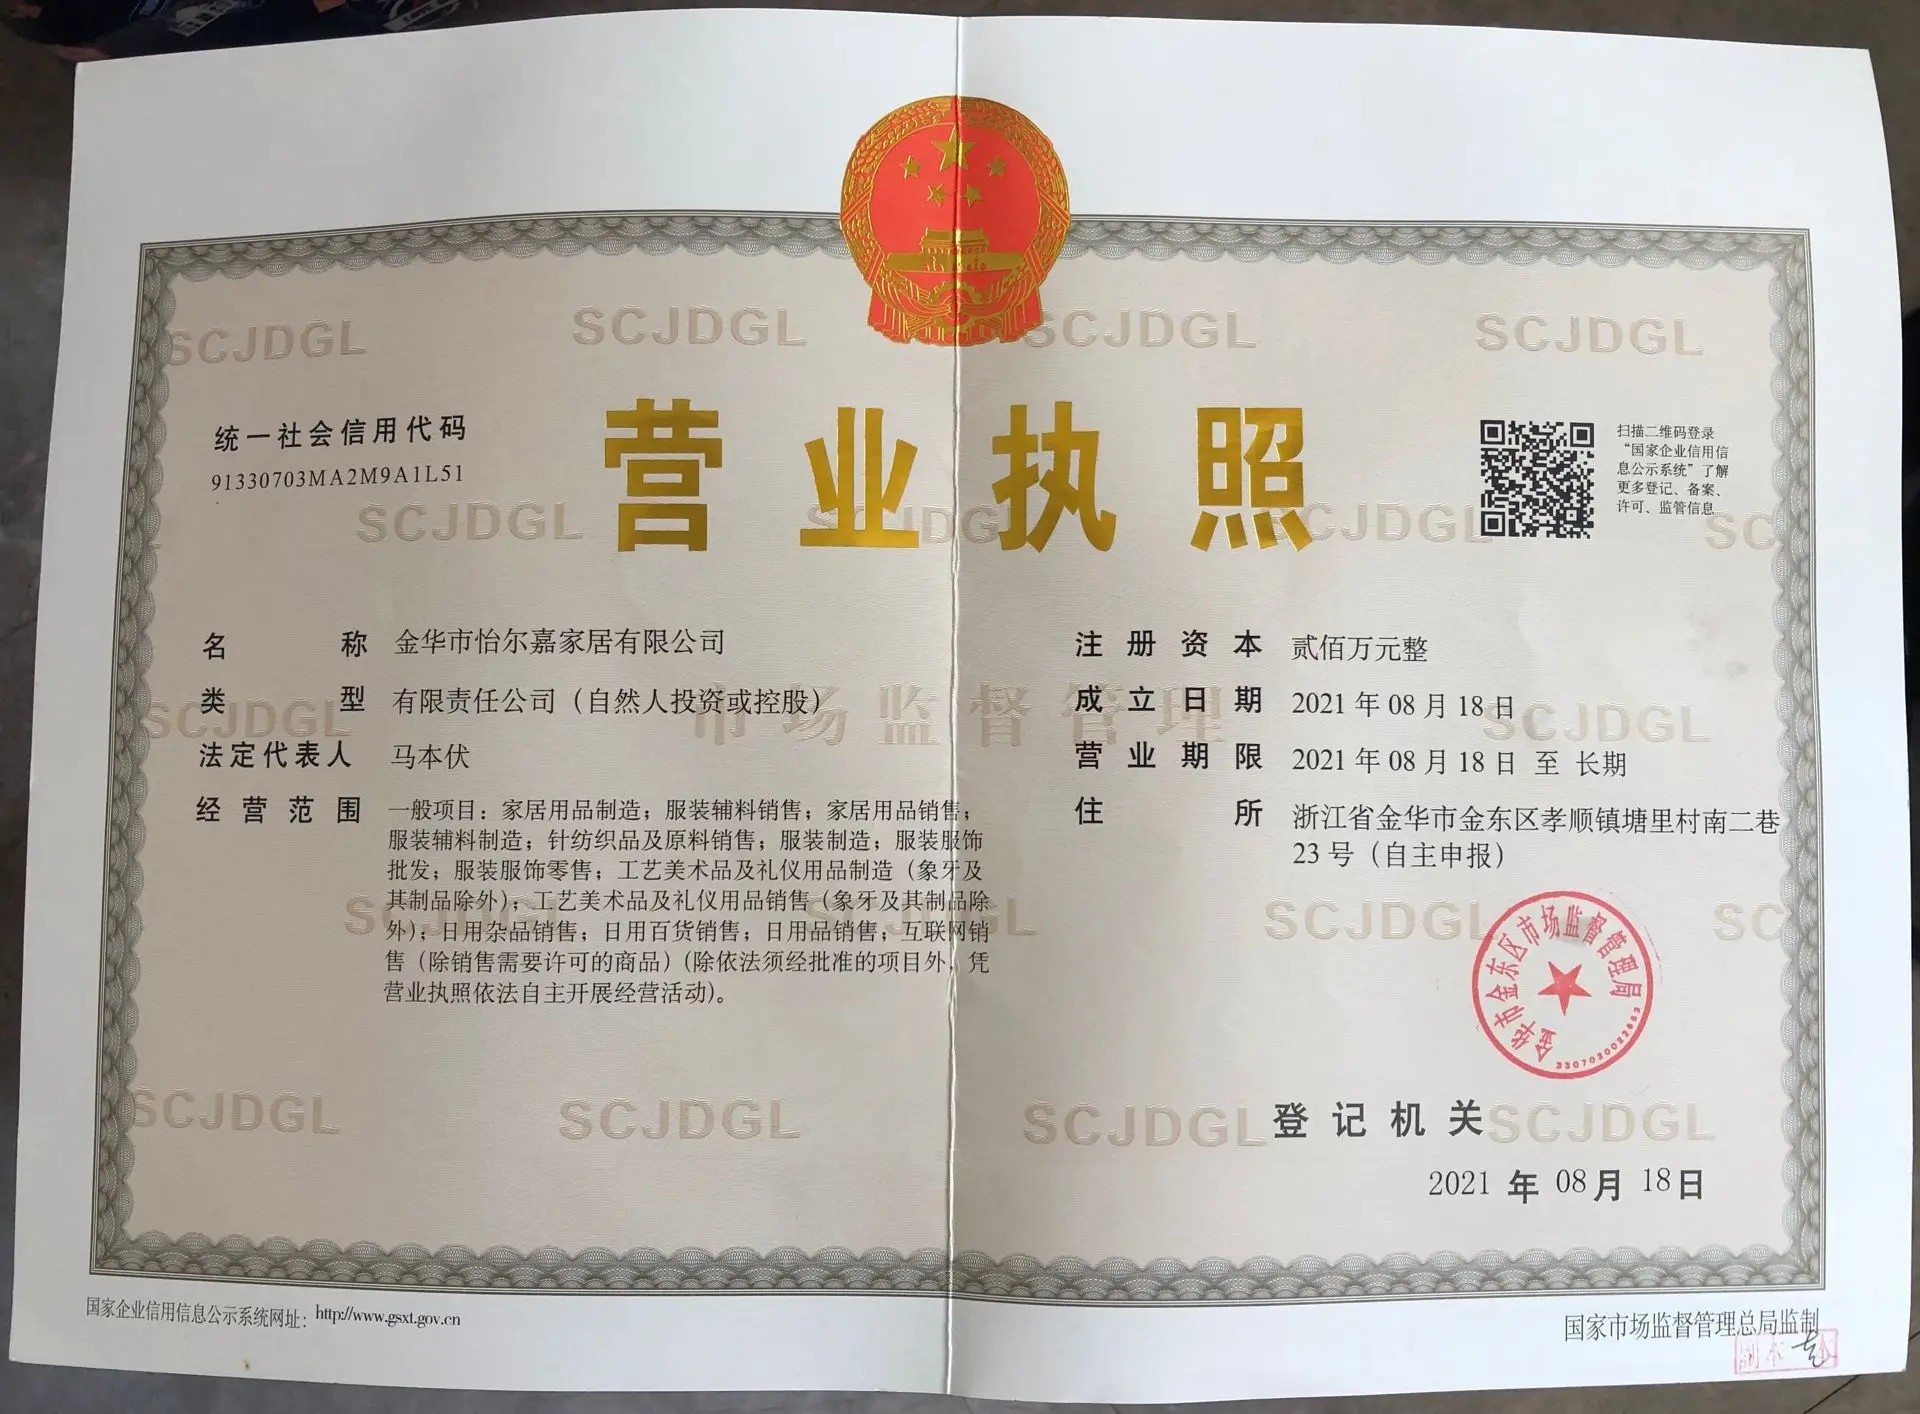 统一社会信用代码
91330703MA2M9A1L51
营业执照
扫描二维码登录
“国家企业信用信
息公示系统”了解
更多登记、备案、
许可、监管信息
名称 金华市怡尔嘉家居有限公司
类型 有限责任公司（自然人投资或控股）
法定代表人 马本伏
经营范围 一般项目：家居用品制造；服装辅料销售；家居用品销售；
服装辅料制造；针纺织品及原料销售；服装制造；服装服饰
批发；服装服饰零售；工艺美术品及礼仪用品制造（象牙及
其制品除外）；工艺美术品及礼仪用品销售（象牙及其制品除
外）；日用杂品销售；日用百货销售；日用品销售；互联网销
售（除销售需要许可的商品）(除依法须经批准的项目外，凭
营业执照依法自主开展经营活动)。
注册资本 贰佰万元整
成立日期 2021年08月18日
营业期限 2021年08月18日 至 长期
住所 浙江省金华市金东区孝顺镇塘里村南二巷
23号（自主申报）
金华市金东区市场监督管理局
登记机关
2021 年 08 月 18 日
国家企业信用信息公示系统网址：http://www.gsxt.gov.cn
国家市场监督管理总局监制
SCJDGL
SCJDGL
SCJDGL
SCJDGL
SCJDGL
SCJDGL
SCJDGL
市场监督管理
SCJDGL
SCJDGL
SCJDGL
SCJDGL
SCJDGL
SCJDGL
SCJDGL